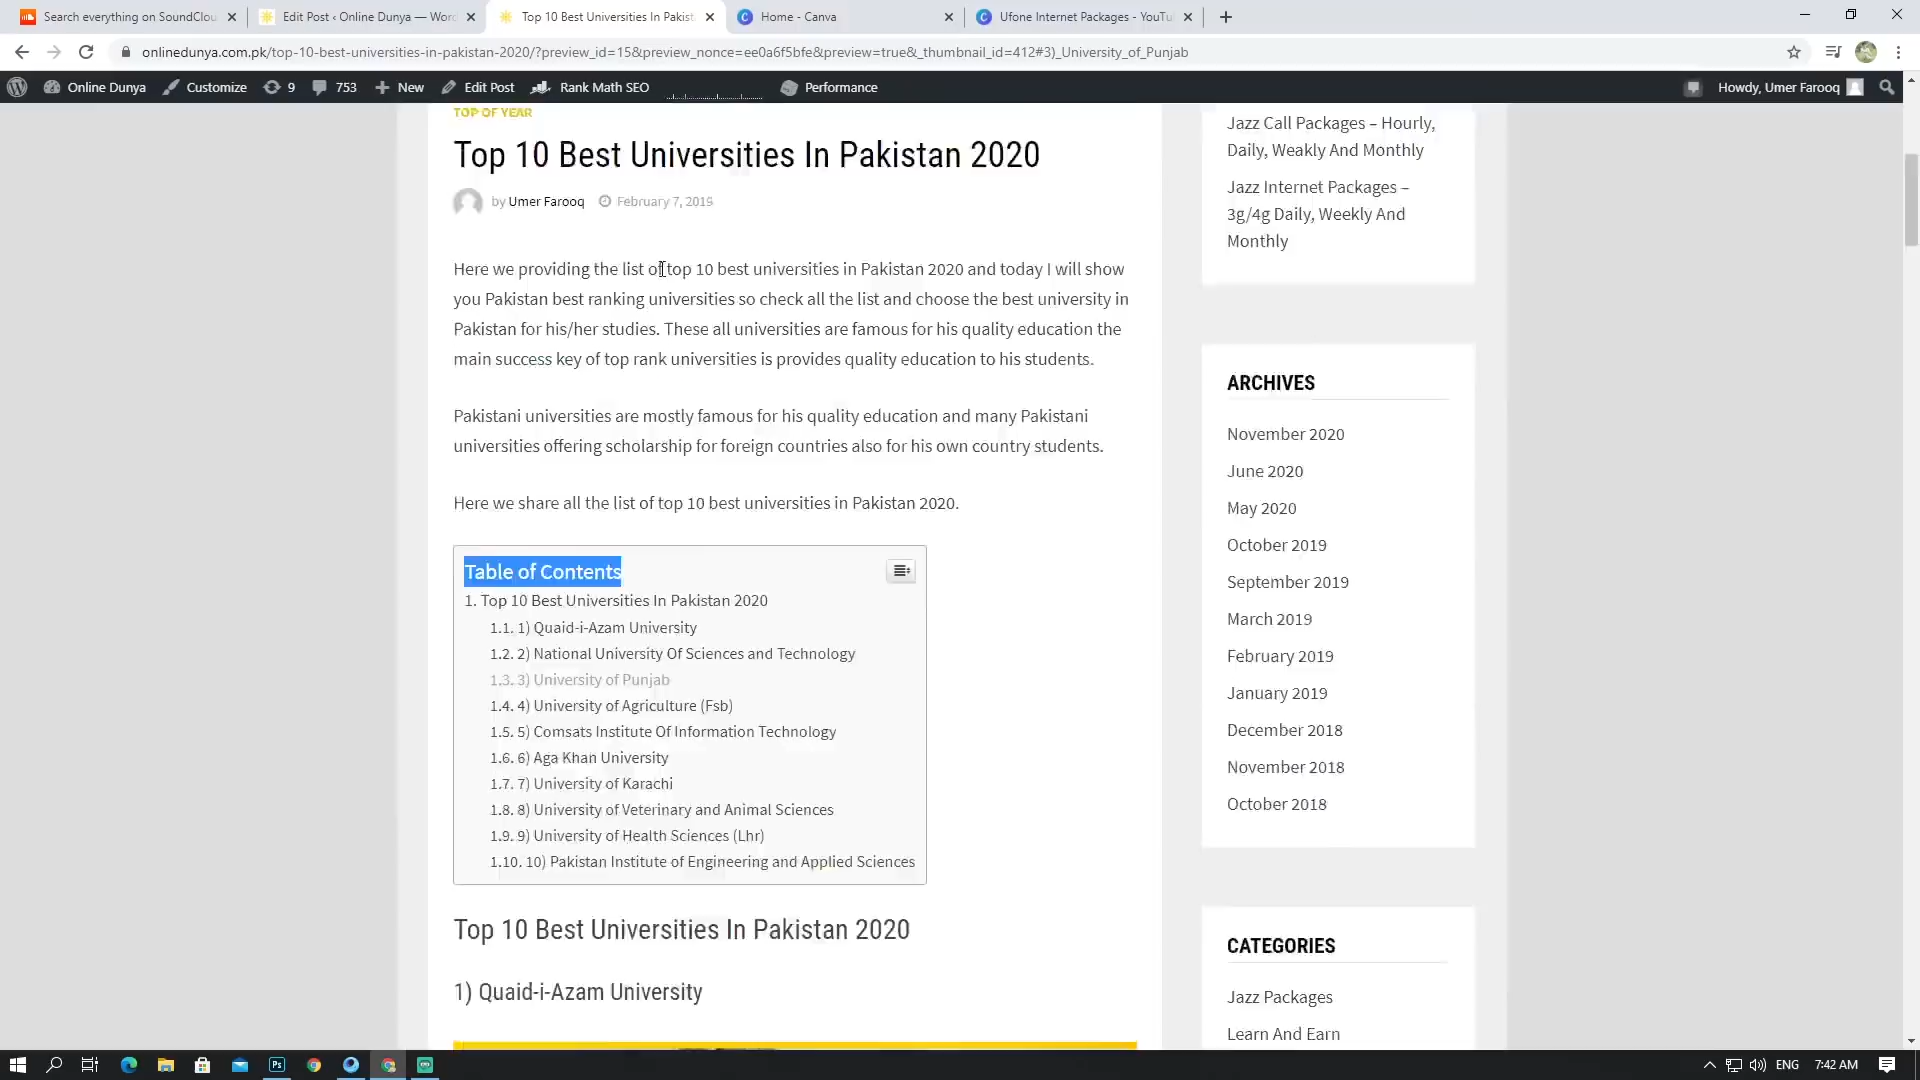 Search everything on SoundClou
Edit Post ‹ Online Dunya — Word
Top 10 Best Universities In Pakist
Home - Canva
Ufone Internet Packages - YouTu
onlinedunya.com.pk/top-10-best-universities-in-pakistan-2020/?preview_id=15&preview_nonce=ee0a6f5bfe&preview=true&_thumbnail_id=412#3)_University_of_Punjab
Online Dunya
Customize
9
753
New
Edit Post
Rank Math SEO
Performance
Howdy, Umer Farooq
TOP OF YEAR
Top 10 Best Universities In Pakistan 2020
by Umer Farooq February 7, 2019
Here we providing the list of top 10 best universities in Pakistan 2020 and today I will show
you Pakistan best ranking universities so check all the list and choose the best university in
Pakistan for his/her studies. These all universities are famous for his quality education the
main success key of top rank universities is provides quality education to his students.
Pakistani universities are mostly famous for his quality education and many Pakistani
universities offering scholarship for foreign countries also for his own country students.
Here we share all the list of top 10 best universities in Pakistan 2020.
Table of Contents
1. Top 10 Best Universities In Pakistan 2020
1.1. 1) Quaid-i-Azam University
1.2. 2) National University Of Sciences and Technology
1.3. 3) University of Punjab
1.4. 4) University of Agriculture (Fsb)
1.5. 5) Comsats Institute Of Information Technology
1.6. 6) Aga Khan University
1.7. 7) University of Karachi
1.8. 8) University of Veterinary and Animal Sciences
1.9. 9) University of Health Sciences (Lhr)
1.10. 10) Pakistan Institute of Engineering and Applied Sciences
Top 10 Best Universities In Pakistan 2020
1) Quaid-i-Azam University
Jazz Call Packages – Hourly,
Daily, Weakly And Monthly
Jazz Internet Packages –
3g/4g Daily, Weekly And
Monthly
ARCHIVES
November 2020
June 2020
May 2020
October 2019
September 2019
March 2019
February 2019
January 2019
December 2018
November 2018
October 2018
CATEGORIES
Jazz Packages
Learn And Earn
Ps
ENG
7:42 AM